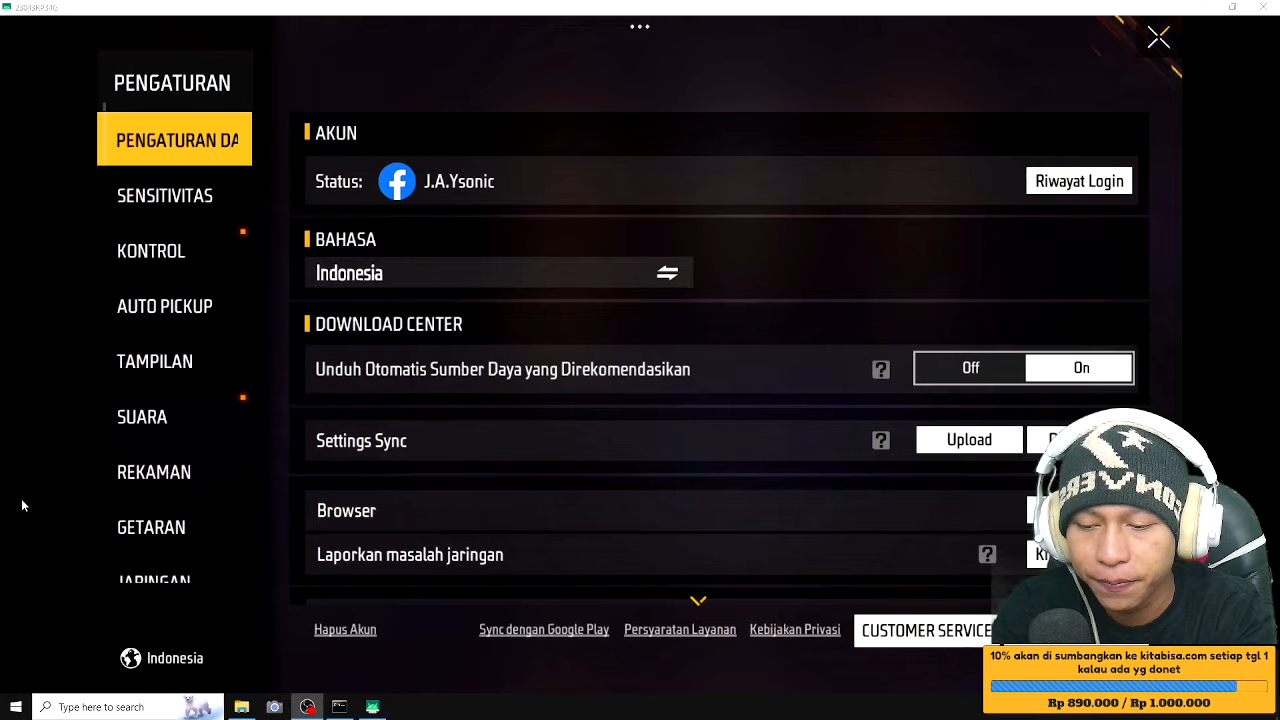 23043RP34G
PENGATURAN
PENGATURAN DA
SENSITIVITAS
KONTROL
AUTO PICKUP
TAMPILAN
SUARA
REKAMAN
GETARAN
JARINGAN
Indonesia
AKUN
Status: J.A.Ysonic Riwayat Login
BAHASA
Indonesia
DOWNLOAD CENTER
Unduh Otomatis Sumber Daya yang Direkomendasikan ? Off On
Settings Sync ? Upload
Browser
Laporkan masalah jaringan ?
Hapus Akun Sync dengan Google Play Persyaratan Layanan Kebijakan Privasi CUSTOMER SERVICE
CONVERS
10% akan di sumbangkan ke kitabisa.com setiap tgl 1
kalau ada yg donet
Rp 890.000 / Rp 1.000.000
Type here to search